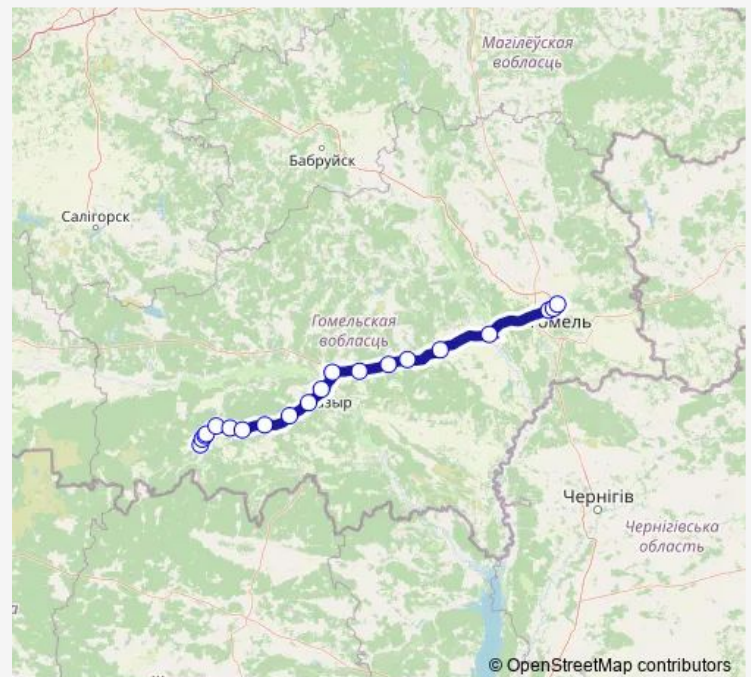 Магілёўская
вобласць
Бабруйск
Салігорск
Гомельская
вобласць
омель
зыр
Чернігів
Чернігівська
область
а
© OpenStreetMap contributors